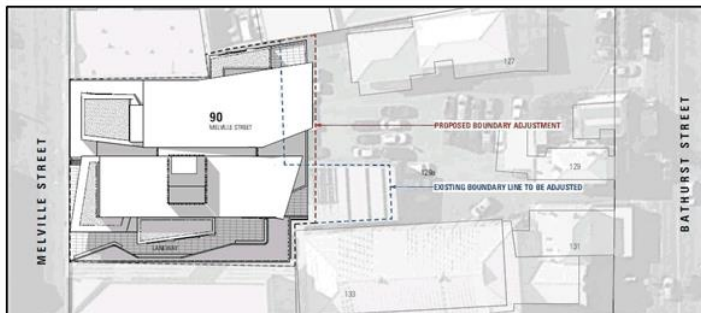 127
90
MELVILLE STREET
PROPOSED BOUNDARY ADJUSTMENT
129
EXISTING BOUNDARY LINE TO BE ADJUSTED
MELVILLE STREET
BATHURST STREET
131
LANEWAY
133